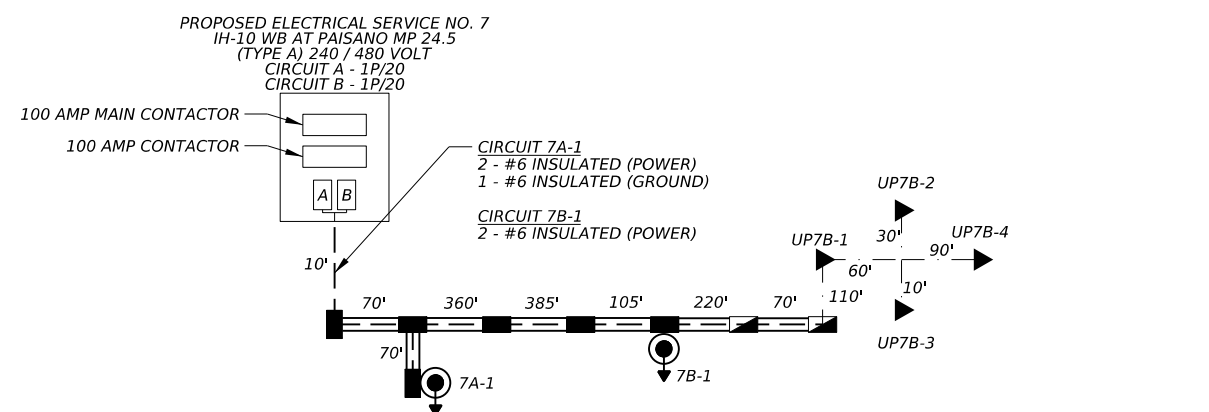 PROPOSED ELECTRICAL SERVICE NO. 7
IH-10 WB AT PAISANO MP 24.5
(TYPE A) 240 / 480 VOLT
CIRCUIT A - 1P/20
CIRCUIT B - 1P/20
100 AMP MAIN CONTACTOR
100 AMP CONTACTOR
A B
CIRCUIT 7A-1
2 - #6 INSULATED (POWER)
1 - #6 INSULATED (GROUND)
CIRCUIT 7B-1
2 - #6 INSULATED (POWER)
UP7B-2
UP7B-1
30'
UP7B-4
90'
60'
10'
10'
110'
70' 360' 385' 105' 220' 70'
UP7B-3
70'
7A-1
7B-1